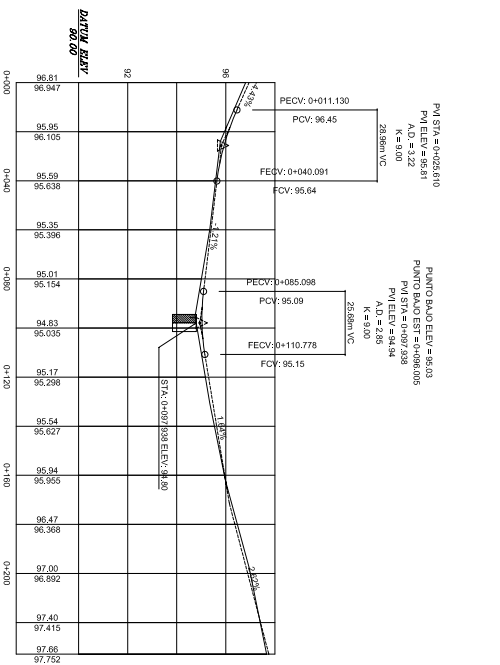 PVI STA = 0+025.610
PVI ELEV = 95.81
A.D. = 3.22
K = 9.00
28.96m VC
PECV: 0+011.130
PCV: 96.45
FECV: 0+040.091
FCV: 95.64
PUNTO BAJO ELEV = 95.03
PUNTO BAJO EST = 0+096.005
PVI STA = 0+097.938
PVI ELEV = 94.94
A.D. = 2.85
K = 9.00
25.68m VC
PECV: 0+085.098
PCV: 95.09
FECV: 0+110.778
FCV: 95.15
96
92
DATUM ELEV
90.00
-4.43%
-1.21%
1.64%
2.62%
STA: 0+097.938 ELEV: 94.80
96.81
96.947
95.95
96.105
95.59
95.638
95.35
95.396
95.01
95.154
94.83
95.035
95.17
95.298
95.54
95.627
95.94
95.955
96.47
96.368
97.00
96.892
97.40
97.415
97.66
97.752
0+000
0+040
0+080
0+120
0+160
0+200